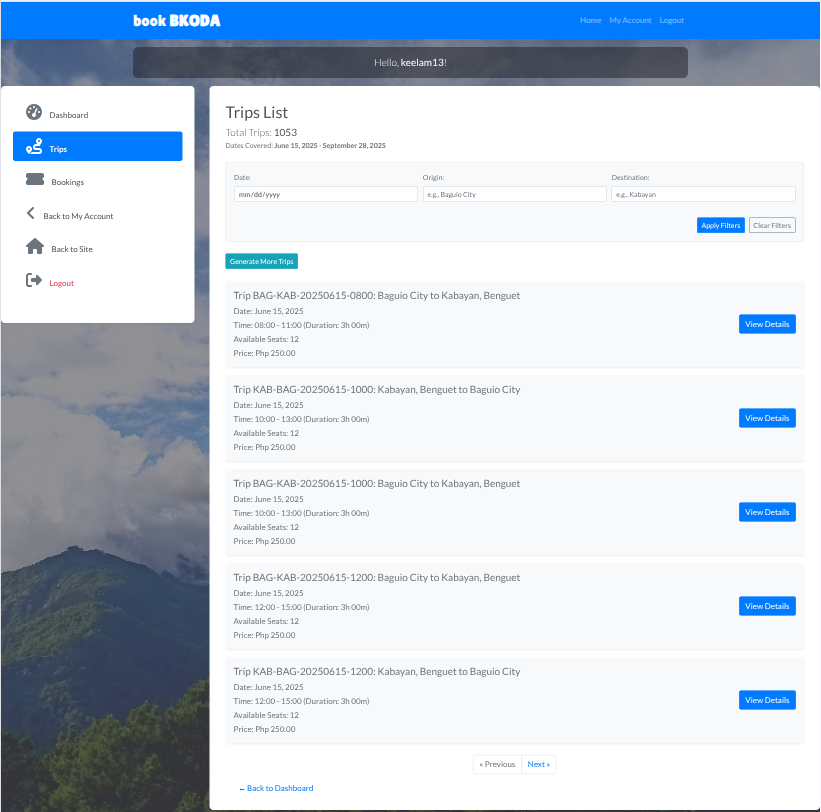 book BKODA
Home My Account Logout
Hello, keelam13!
Dashboard
Trips
Bookings
Back to My Account
Back to Site
Logout
Trips List
Total Trips: 1053
Dates Covered: June 15, 2025 - September 28, 2025
Date: Origin: Destination:
mm/dd/yyyy e.g., Baguio City e.g., Kabayan
Apply Filters Clear Filters
Generate More Trips
Trip BAG-KAB-20250615-0800: Baguio City to Kabayan, Benguet
Date: June 15, 2025
Time: 08:00 - 11:00 (Duration: 3h 00m)
Available Seats: 12
Price: Php 250.00
View Details
Trip KAB-BAG-20250615-1000: Kabayan, Benguet to Baguio City
Date: June 15, 2025
Time: 10:00 - 13:00 (Duration: 3h 00m)
Available Seats: 12
Price: Php 250.00
View Details
Trip BAG-KAB-20250615-1000: Baguio City to Kabayan, Benguet
Date: June 15, 2025
Time: 10:00 - 13:00 (Duration: 3h 00m)
Available Seats: 12
Price: Php 250.00
View Details
Trip BAG-KAB-20250615-1200: Baguio City to Kabayan, Benguet
Date: June 15, 2025
Time: 12:00 - 15:00 (Duration: 3h 00m)
Available Seats: 12
Price: Php 250.00
View Details
Trip KAB-BAG-20250615-1200: Kabayan, Benguet to Baguio City
Date: June 15, 2025
Time: 12:00 - 15:00 (Duration: 3h 00m)
Available Seats: 12
Price: Php 250.00
View Details
« Previous Next »
← Back to Dashboard